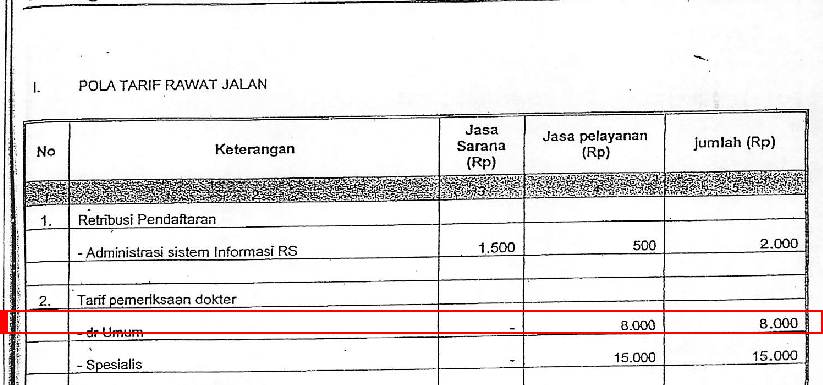 I. POLA TARIF RAWAT JALAN
No Keterangan Jasa Sarana (Rp) Jasa pelayanan (Rp) jumlah (Rp)
1. Retribusi Pendaftaran
- Administrasi sistem Informasi RS 1.500 500 2.000
2. Tarif pemeriksaan dokter
- dr Umum - 8.000 8.000
- Spesialis - 15.000 15.000